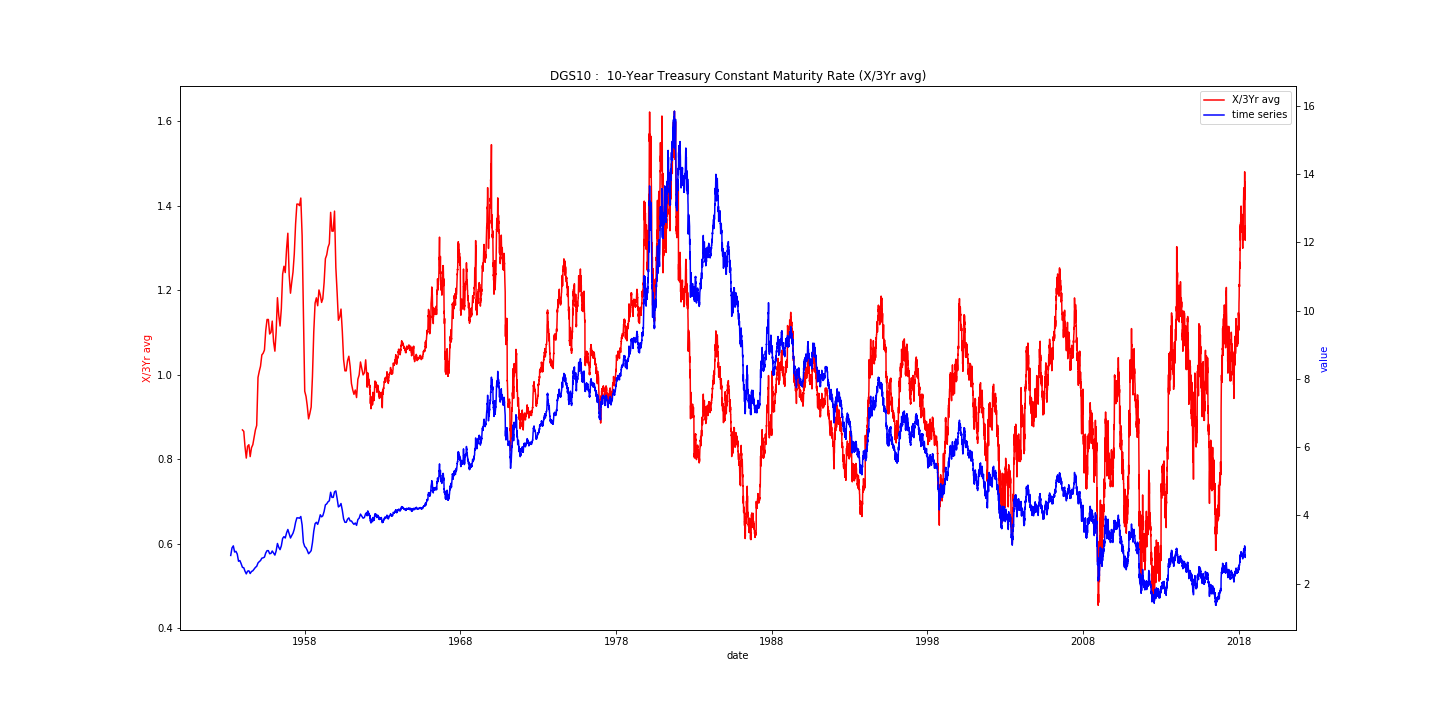 DGS10 :  10-Year Treasury Constant Maturity Rate (X/3Yr avg)
X/3Yr avg
time series
1.6
1.4
1.2
1.0
0.8
0.6
0.4
X/3Yr avg
16
14
12
10
8
6
4
2
value
1958 1968 1978 1988 1998 2008 2018
date